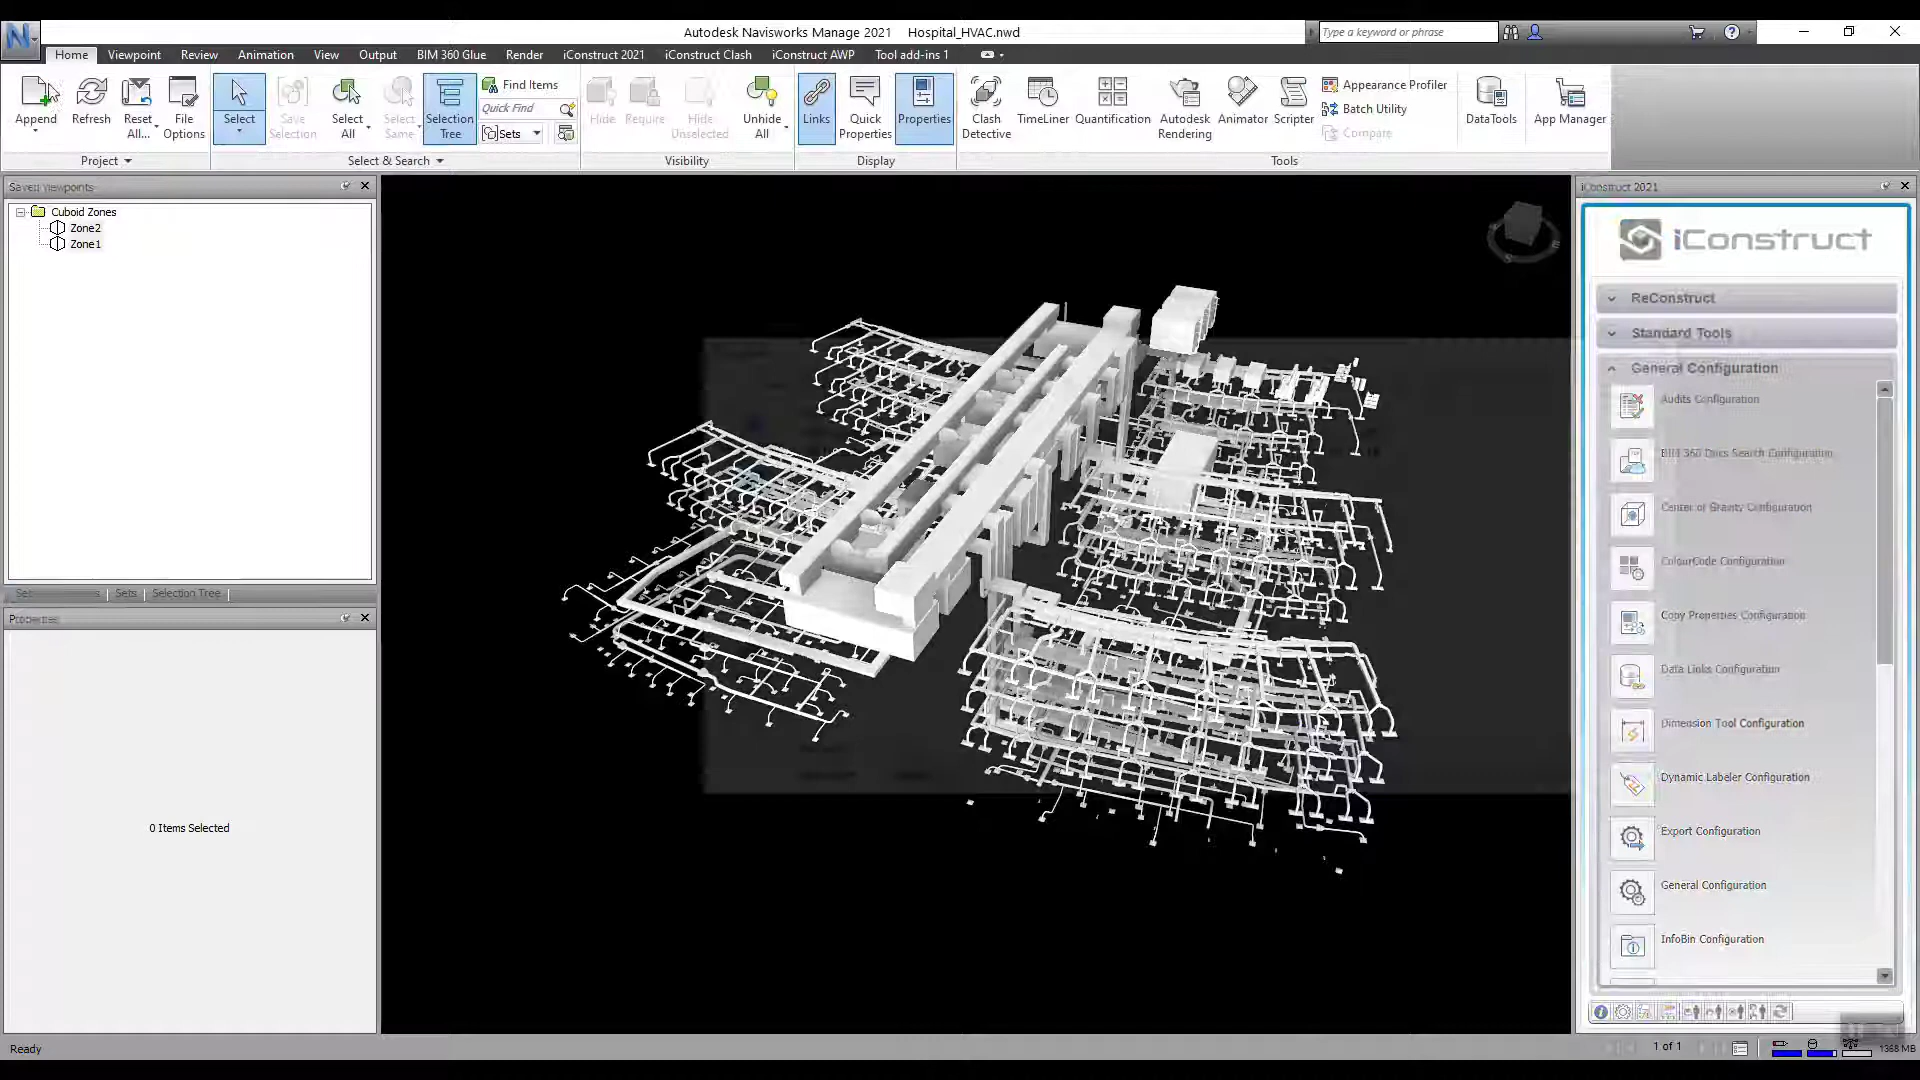 Autodesk Navisworks Manage 2021 Hospital_HVAC.nwd
Type a keyword or phrase
Home Viewpoint Review Animation View Output BIM 360 Glue Render iConstruct 2021 iConstruct Clash iConstruct AWP Tool add-ins 1
Append
Refresh
Reset All...
File Options
Select
Save Selection
Select All
Select Same
Selection Tree
Find Items
Quick Find
Sets
Hide
Require
Hide Unselected
Unhide All
Links
Quick Properties
Properties
Clash Detective
TimeLiner
Quantification
Autodesk Rendering
Animator
Scripter
Appearance Profiler
Batch Utility
Compare
DataTools
App Manager
Project
Select & Search
Visibility
Display
Tools
Saved Viewpoints
Cuboid Zones
Zone2
Zone1
Sets Selection Tree
Properties
0 Items Selected
iConstruct 2021
iConstruct
ReConstruct
Standard Tools
General Configuration
Audits Configuration
BIM 360 Docs Search Configuration
Center of Gravity Configuration
ColourCode Configuration
Copy Properties Configuration
Data Links Configuration
Dimension Tool Configuration
Dynamic Labeler Configuration
Export Configuration
General Configuration
InfoBin Configuration
Ready
1 of 1
1368 MB